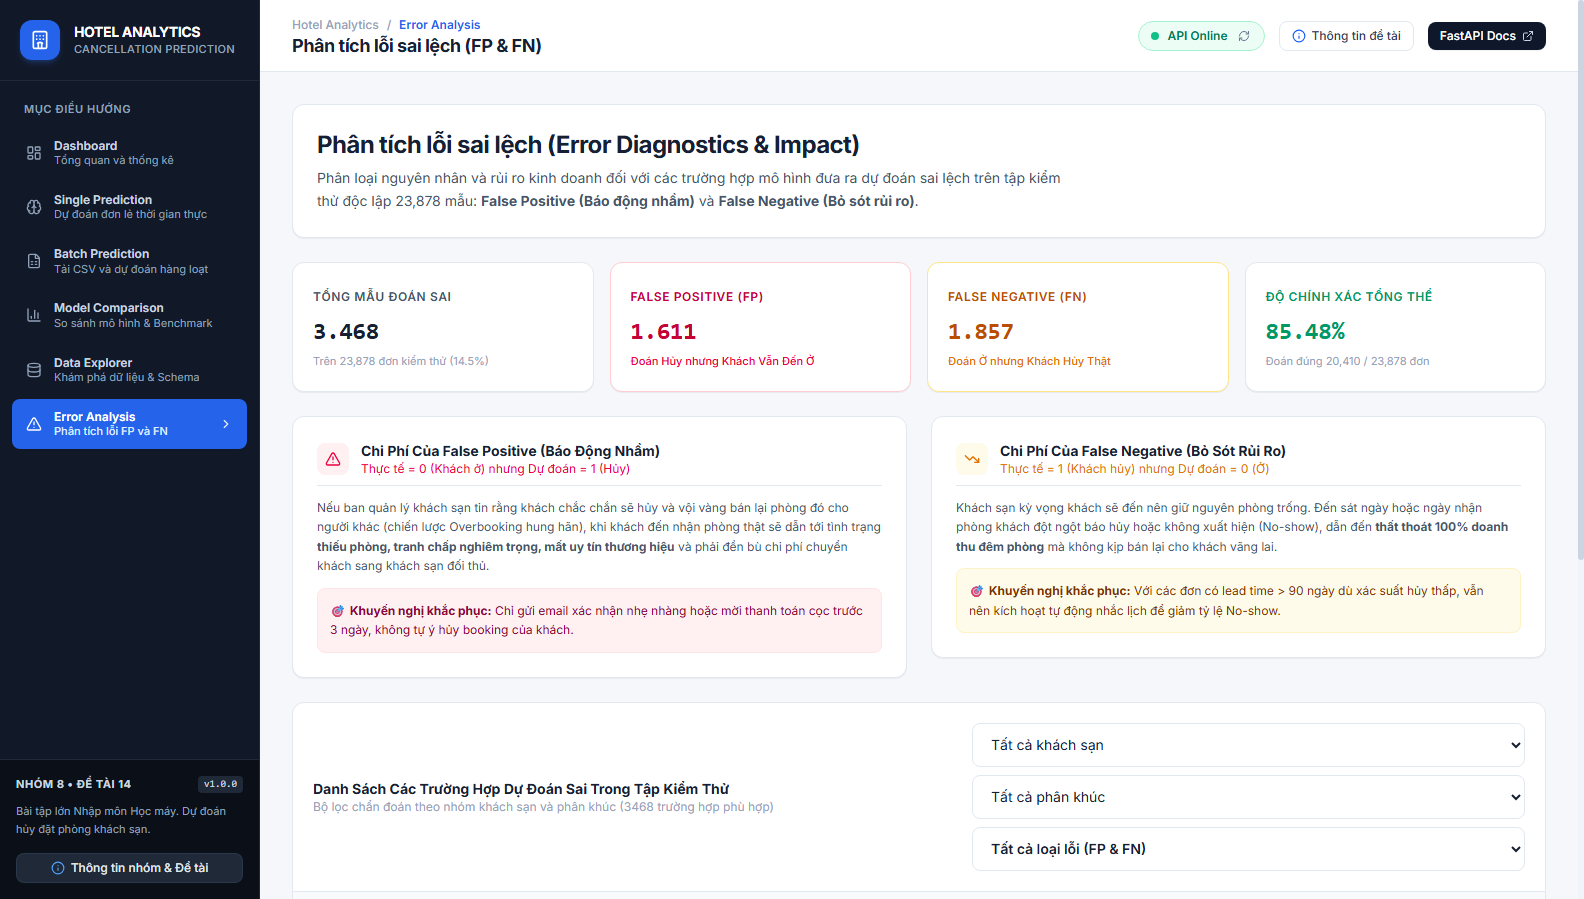 HOTEL ANALYTICS
CANCELLATION PREDICTION
MỤC ĐIỀU HƯỚNG
Dashboard
Tổng quan và thống kê
Single Prediction
Dự đoán đơn lẻ thời gian thực
Batch Prediction
Tải CSV và dự đoán hàng loạt
Model Comparison
So sánh mô hình & Benchmark
Data Explorer
Khám phá dữ liệu & Schema
Error Analysis
Phân tích lỗi FP và FN
NHÓM 8 • ĐỀ TÀI 14
v1.0.0
Bài tập lớn Nhập môn Học máy. Dự đoán
hủy đặt phòng khách sạn.
Thông tin nhóm & Đề tài
Hotel Analytics / Error Analysis
Phân tích lỗi sai lệch (FP & FN)
API Online
Thông tin đề tài
FastAPI Docs
Phân tích lỗi sai lệch (Error Diagnostics & Impact)
Phân loại nguyên nhân và rủi ro kinh doanh đối với các trường hợp mô hình đưa ra dự đoán sai lệch trên tập kiểm
thử độc lập 23,878 mẫu: False Positive (Báo động nhầm) và False Negative (Bỏ sót rủi ro).
TỔNG MẪU ĐOÁN SAI
3.468
Trên 23,878 đơn kiểm thử (14.5%)
FALSE POSITIVE (FP)
1.611
Đoán Hủy nhưng Khách Vẫn Đến Ở
FALSE NEGATIVE (FN)
1.857
Đoán Ở nhưng Khách Hủy Thật
ĐỘ CHÍNH XÁC TỔNG THỂ
85.48%
Đoán đúng 20,410 / 23,878 đơn
Chi Phí Của False Positive (Báo Động Nhầm)
Thực tế = 0 (Khách ở) nhưng Dự đoán = 1 (Hủy)
Nếu ban quản lý khách sạn tin rằng khách chắc chắn sẽ hủy và vội vàng bán lại phòng đó cho
người khác (chiến lược Overbooking hung hãn), khi khách đến nhận phòng thật sẽ dẫn tới tình trạng
thiếu phòng, tranh chấp nghiêm trọng, mất uy tín thương hiệu và phải đền bù chi phí chuyển
khách sang khách sạn đối thủ.
🎯 Khuyến nghị khắc phục: Chỉ gửi email xác nhận nhẹ nhàng hoặc mời thanh toán cọc trước
3 ngày, không tự ý hủy booking của khách.
Chi Phí Của False Negative (Bỏ Sót Rủi Ro)
Thực tế = 1 (Khách hủy) nhưng Dự đoán = 0 (Ở)
Khách sạn kỳ vọng khách sẽ đến nên giữ nguyên phòng trống. Đến sát ngày hoặc ngày nhận
phòng khách đột ngột báo hủy hoặc không xuất hiện (No-show), dẫn đến thất thoát 100% doanh
thu đêm phòng mà không kịp bán lại cho khách vãng lai.
🎯 Khuyến nghị khắc phục: Với các đơn có lead time > 90 ngày dù xác suất hủy thấp, vẫn
nên kích hoạt tự động nhắc lịch để giảm tỷ lệ No-show.
Danh Sách Các Trường Hợp Dự Đoán Sai Trong Tập Kiểm Thử
Bộ lọc chẩn đoán theo nhóm khách sạn và phân khúc (3468 trường hợp phù hợp)
Tất cả khách sạn
Tất cả phân khúc
Tất cả loại lỗi (FP & FN)